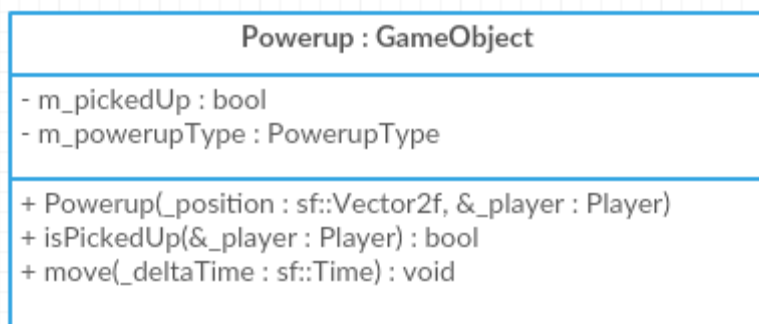 Powerup : GameObject
- m_pickedUp : bool
- m_powerupType : PowerupType
+ Powerup(_position : sf::Vector2f, &_player : Player)
+ isPickedUp(&_player : Player) : bool
+ move(_deltaTime : sf::Time) : void